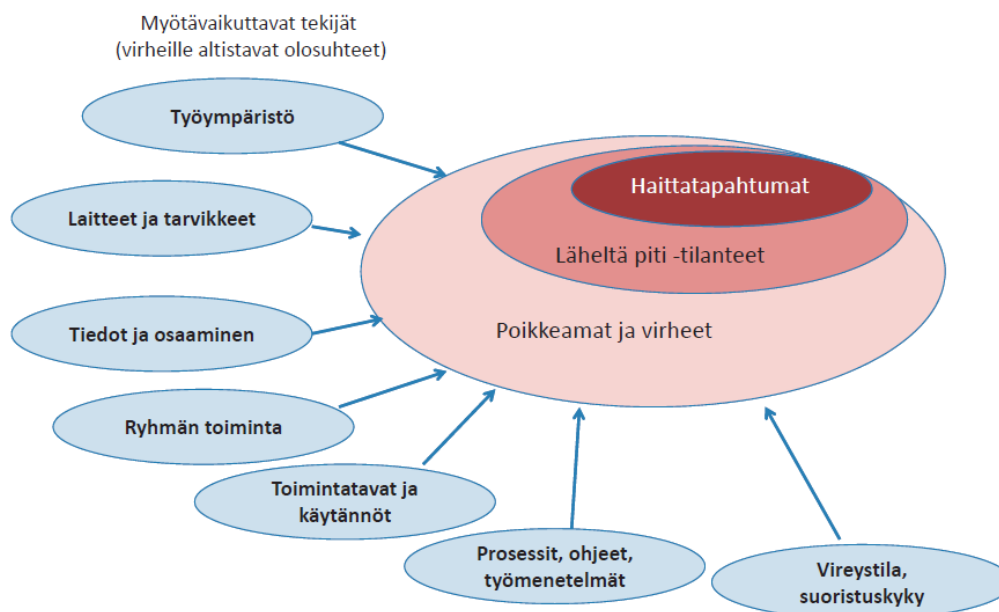 Myötävaikuttavat tekijät
(virheille altistavat olosuhteet)
Työympäristö
Haittatapahtumat
Laitteet ja tarvikkeet
Läheltä piti -tilanteet
Tiedot ja osaaminen
Poikkeamat ja virheet
Ryhmän toiminta
Toimintatavat ja
käytännöt
Prosessit, ohjeet,
työmenetelmät
Vireystila,
suoristuskyky